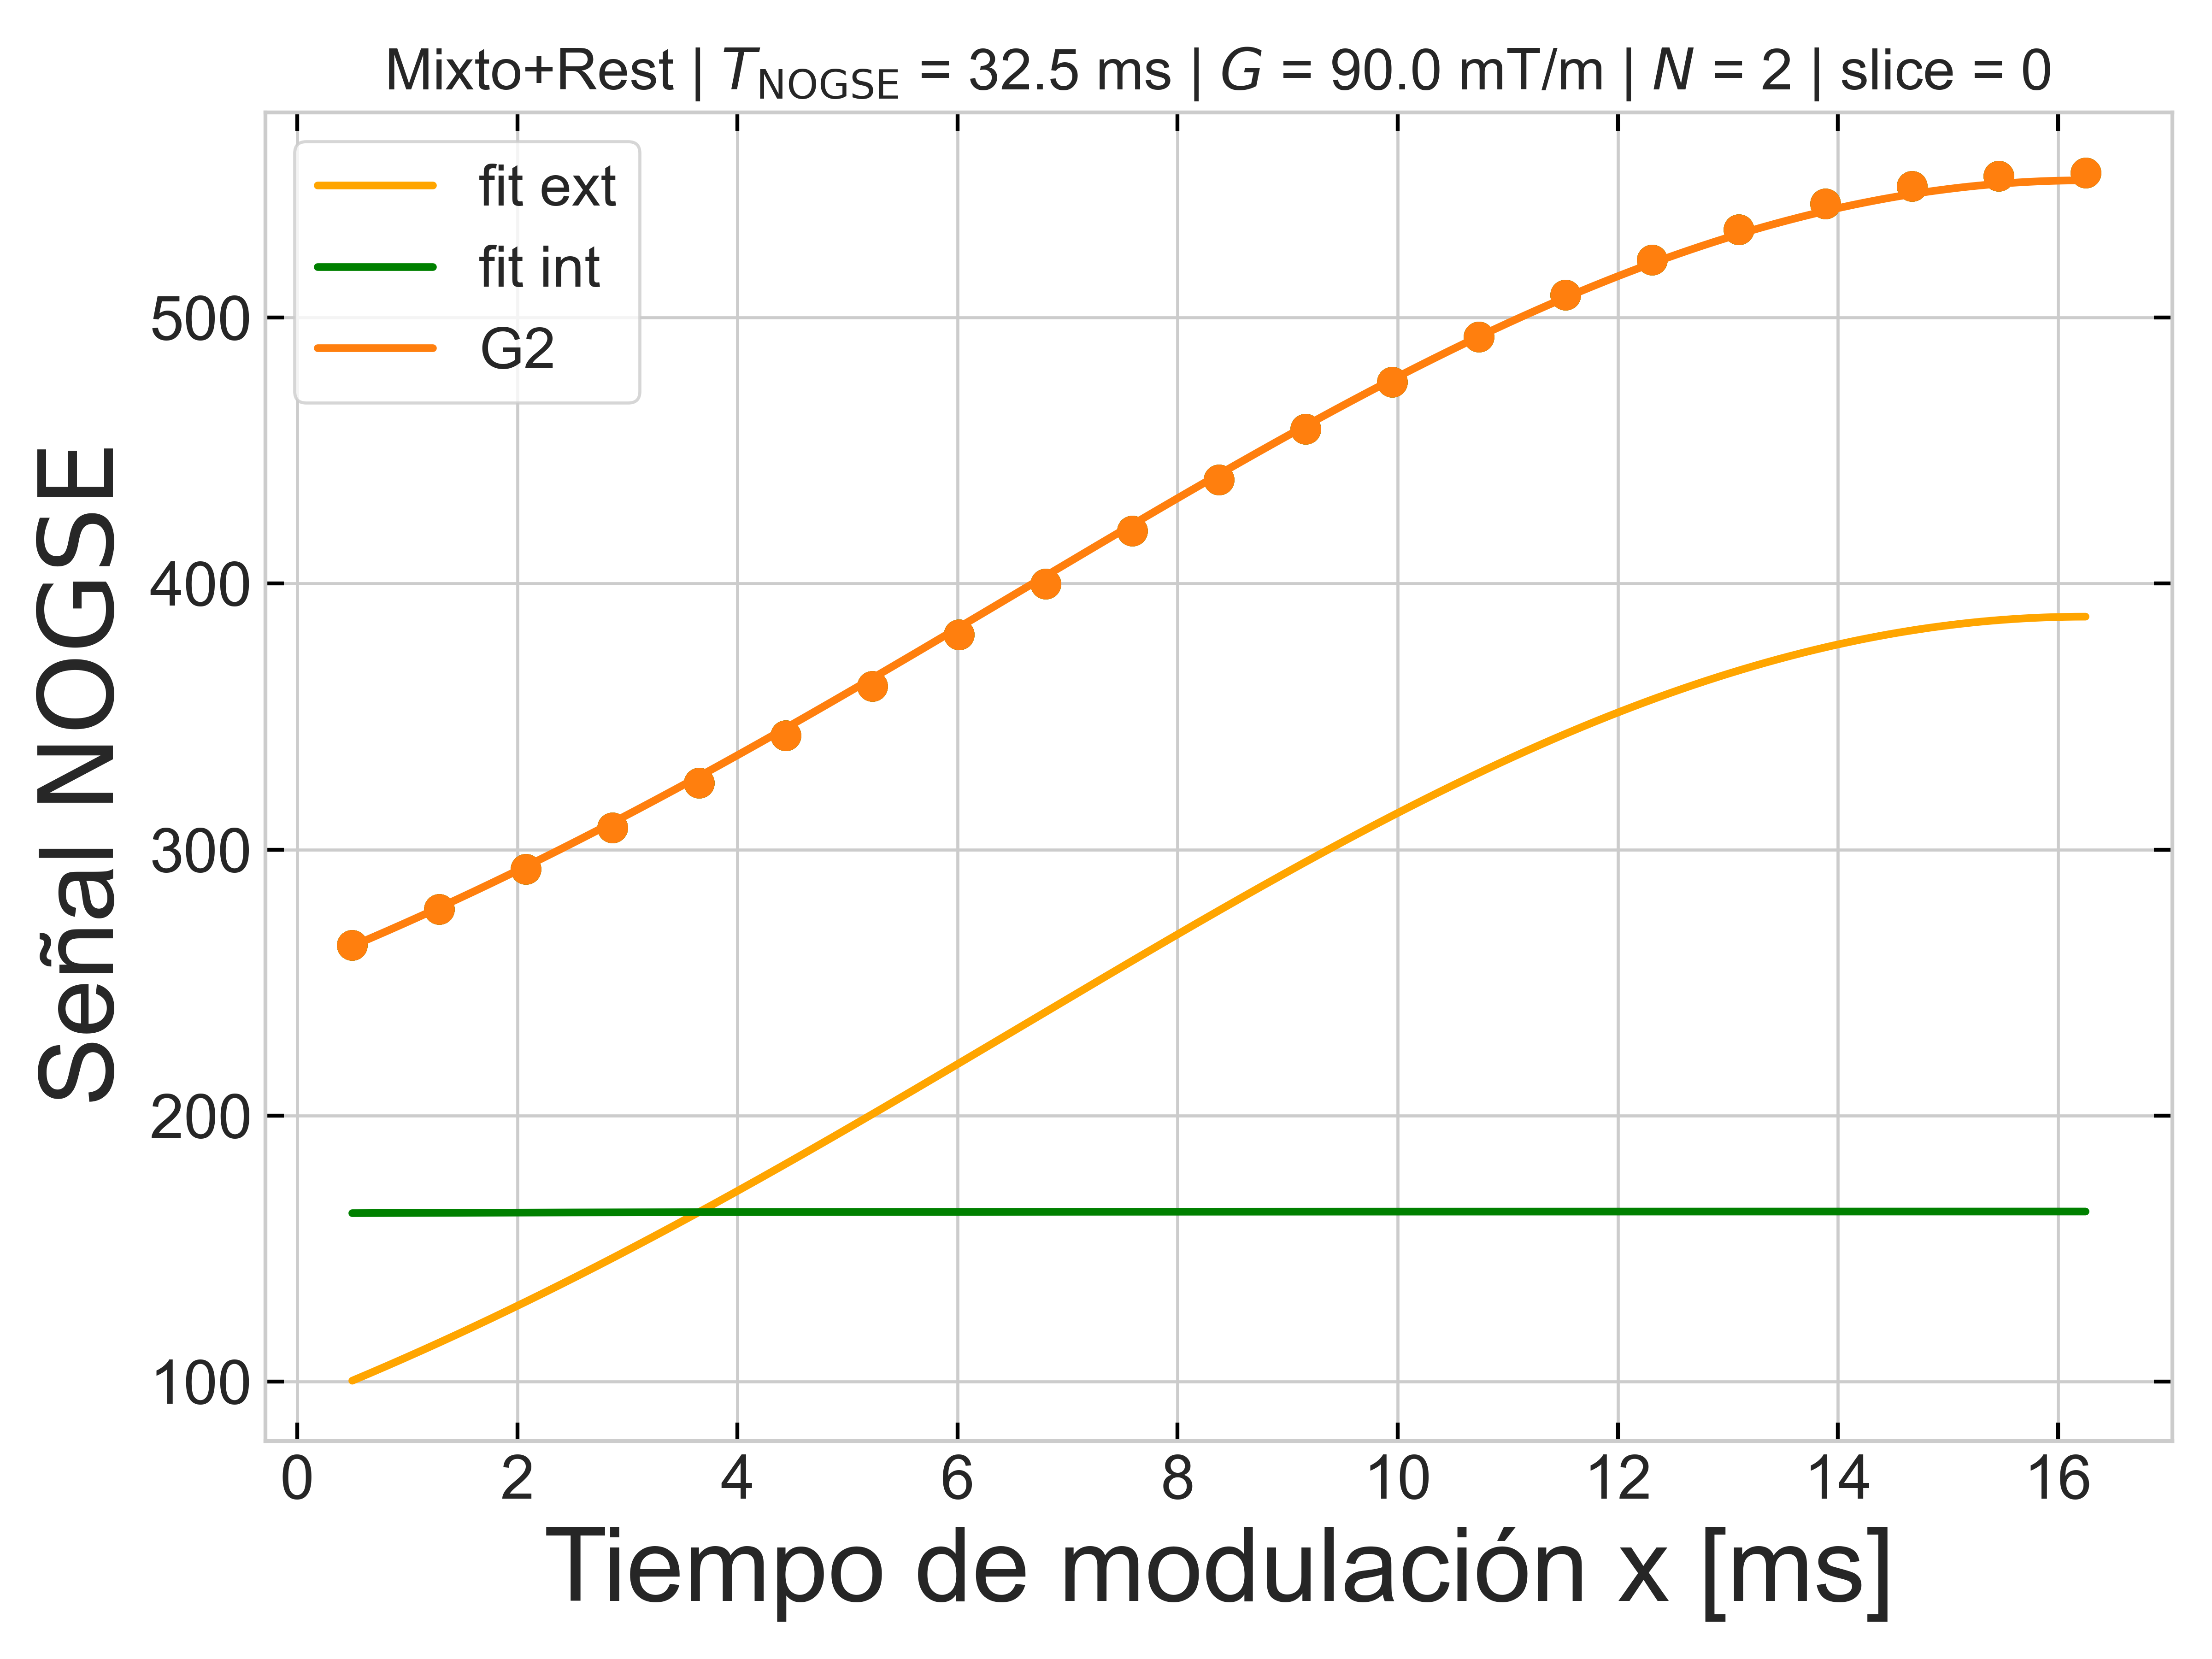 Mixto+Rest | T_NOGSE = 32.5 ms | G = 90.0 mT/m | N = 2 | slice = 0
fit ext
fit int
G2
Señal NOGSE
500
400
300
200
100
0 2 4 6 8 10 12 14 16
Tiempo de modulación x [ms]